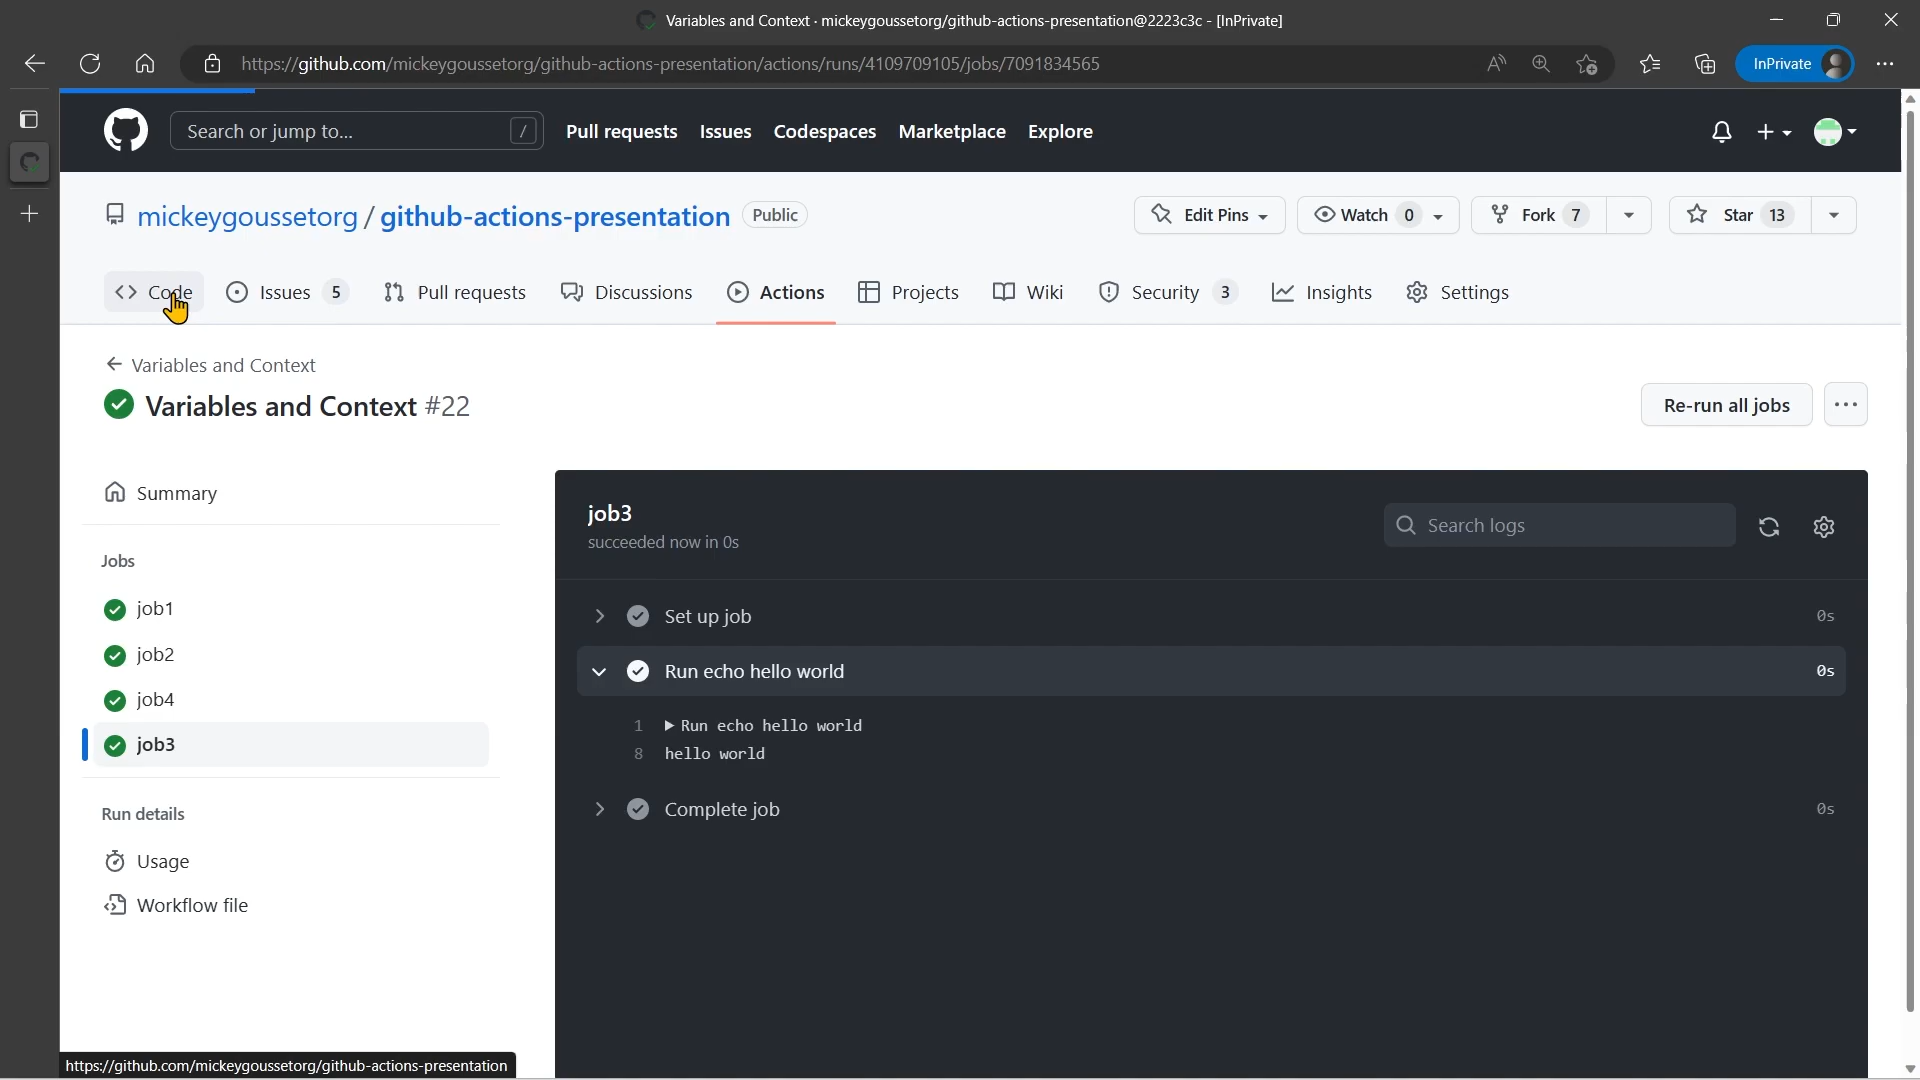 Variables and Context · mickeygoussetorg/github-actions-presentation@2223c3c - [InPrivate]
https://github.com/mickeygoussetorg/github-actions-presentation/actions/runs/4109709105/jobs/7091834565
InPrivate
Search or jump to... /
Pull requests Issues Codespaces Marketplace Explore
mickeygoussetorg / github-actions-presentation Public
Edit Pins Watch 0 Fork 7 Star 13
Code Issues 5 Pull requests Discussions Actions Projects Wiki Security 3 Insights Settings
Variables and Context
Variables and Context #22
Re-run all jobs
Summary
Jobs
job1
job2
job4
job3
Run details
Usage
Workflow file
job3
succeeded now in 0s
Search logs
Set up job 0s
Run echo hello world 0s
1 Run echo hello world
8 hello world
Complete job 0s
https://github.com/mickeygoussetorg/github-actions-presentation